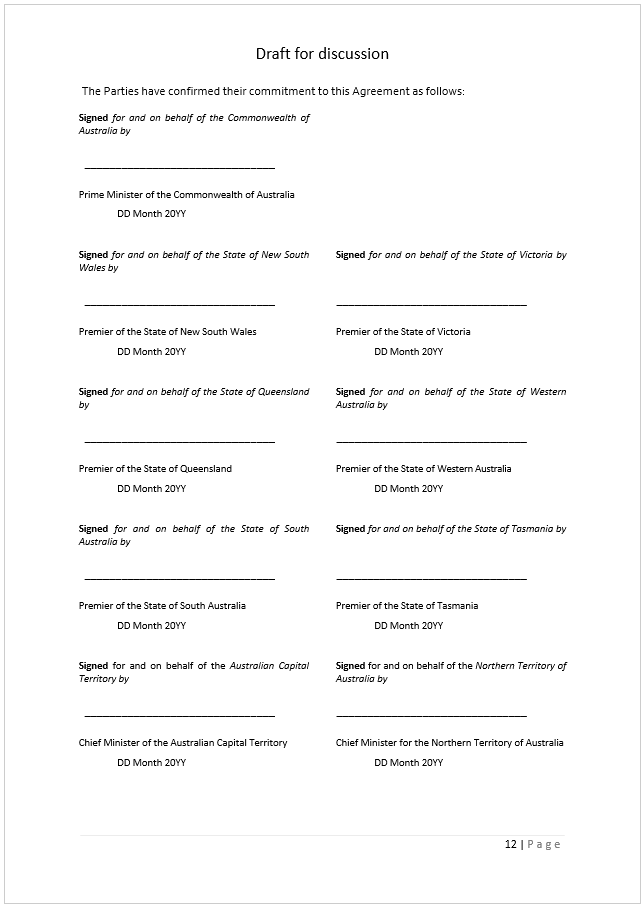 Draft for discussion
The Parties have confirmed their commitment to this Agreement as follows:
Signed for and on behalf of the Commonwealth of
Australia by
Prime Minister of the Commonwealth of Australia
DD Month 20YY
Signed for and on behalf of the State of New South
Wales by
Premier of the State of New South Wales
DD Month 20YY
Signed for and on behalf of the State of Victoria by
Premier of the State of Victoria
DD Month 20YY
Signed for and on behalf of the State of Queensland
by
Premier of the State of Queensland
DD Month 20YY
Signed for and on behalf of the State of Western
Australia by
Premier of the State of Western Australia
DD Month 20YY
Signed for and on behalf of the State of South
Australia by
Premier of the State of South Australia
DD Month 20YY
Signed for and on behalf of the State of Tasmania by
Premier of the State of Tasmania
DD Month 20YY
Signed for and on behalf of the Australian Capital
Territory by
Chief Minister of the Australian Capital Territory
DD Month 20YY
Signed for and on behalf of the Northern Territory of
Australia by
Chief Minister for the Northern Territory of Australia
DD Month 20YY
12 | Page